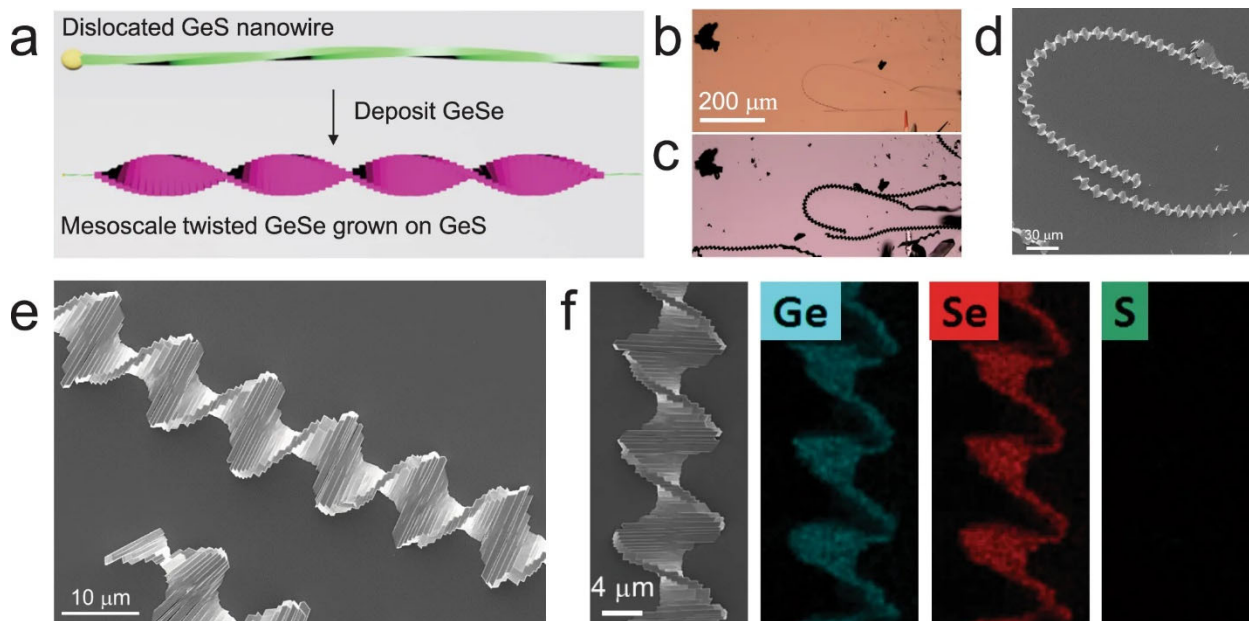 a
Dislocated GeS nanowire
Deposit GeSe
Mesoscale twisted GeSe grown on GeS
b
200 μm
c
d
30 μm
e
10 μm
f
4 μm
Ge
Se
S